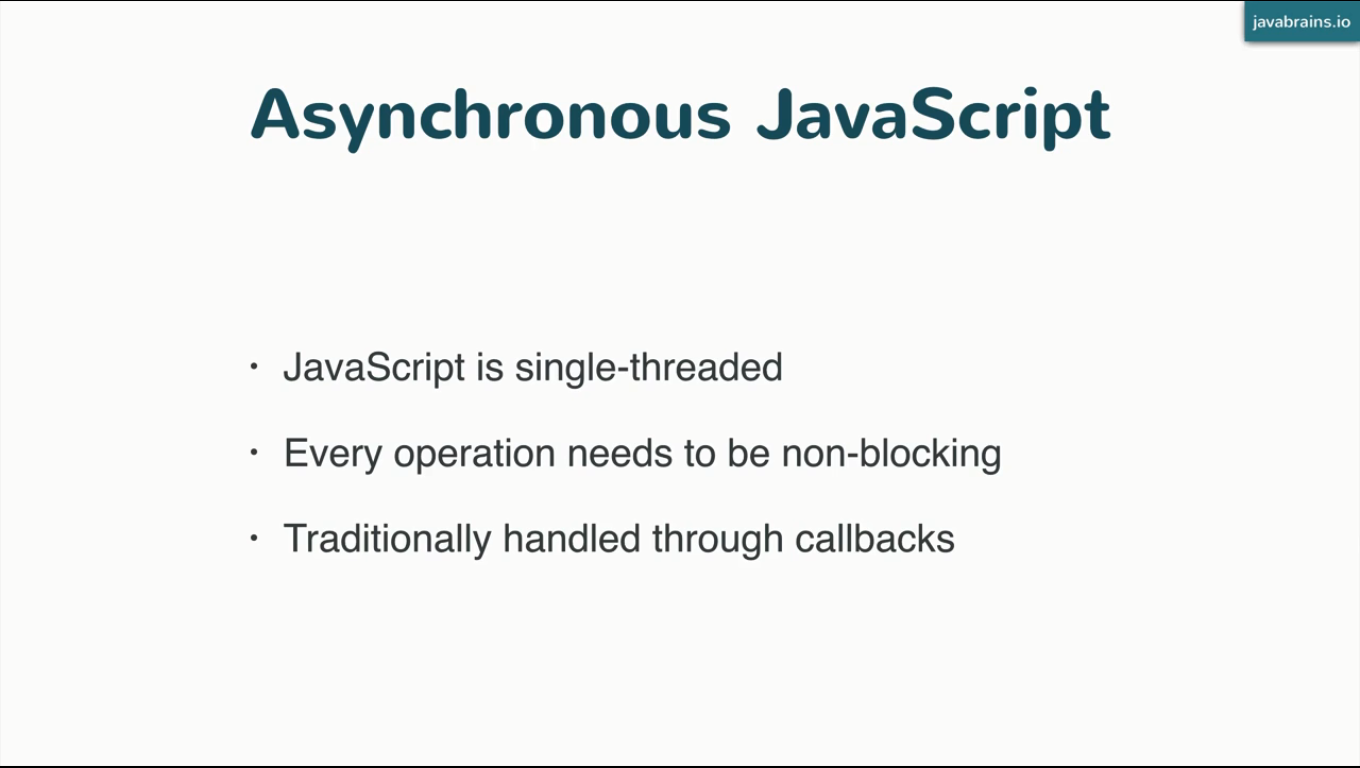 javabrains.io
Asynchronous JavaScript
• JavaScript is single-threaded
• Every operation needs to be non-blocking
• Traditionally handled through callbacks